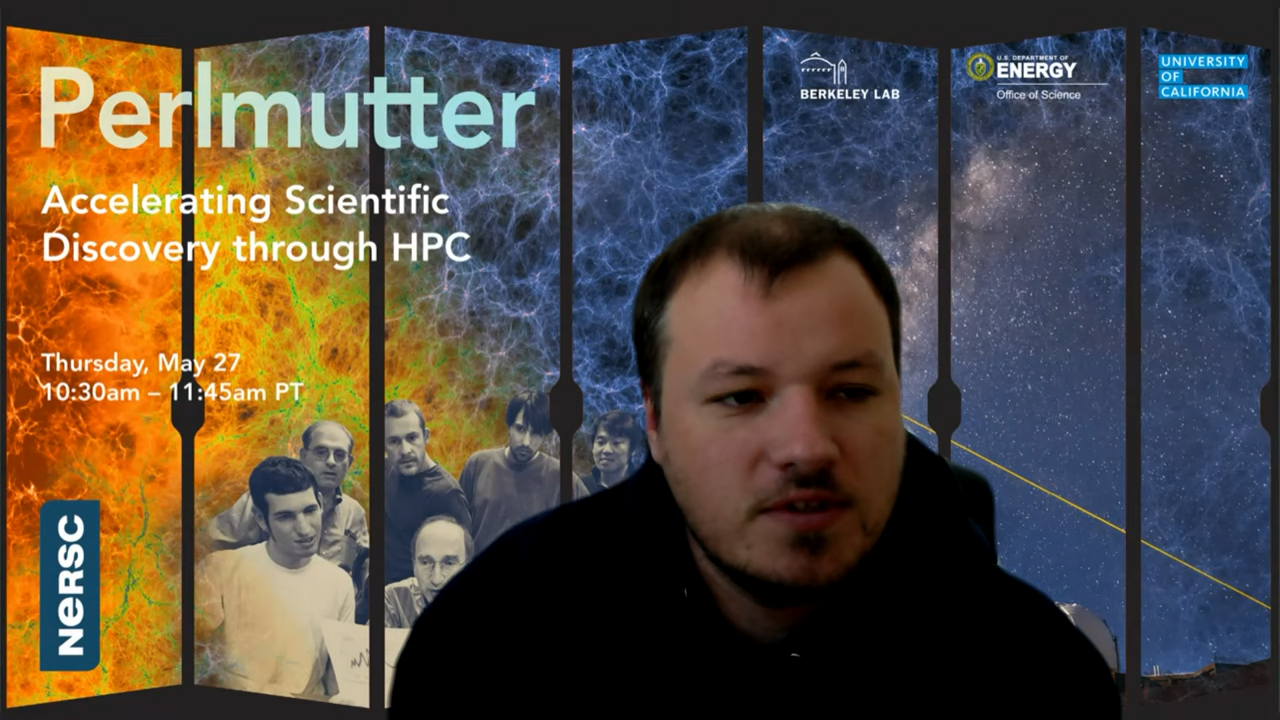 Perlmutter
Accelerating Scientific
Discovery through HPC
Thursday, May 27
10:30am – 11:45am PT
NERSC
BERKELEY LAB
U.S. DEPARTMENT OF
ENERGY
Office of Science
UNIVERSITY
OF
CALIFORNIA